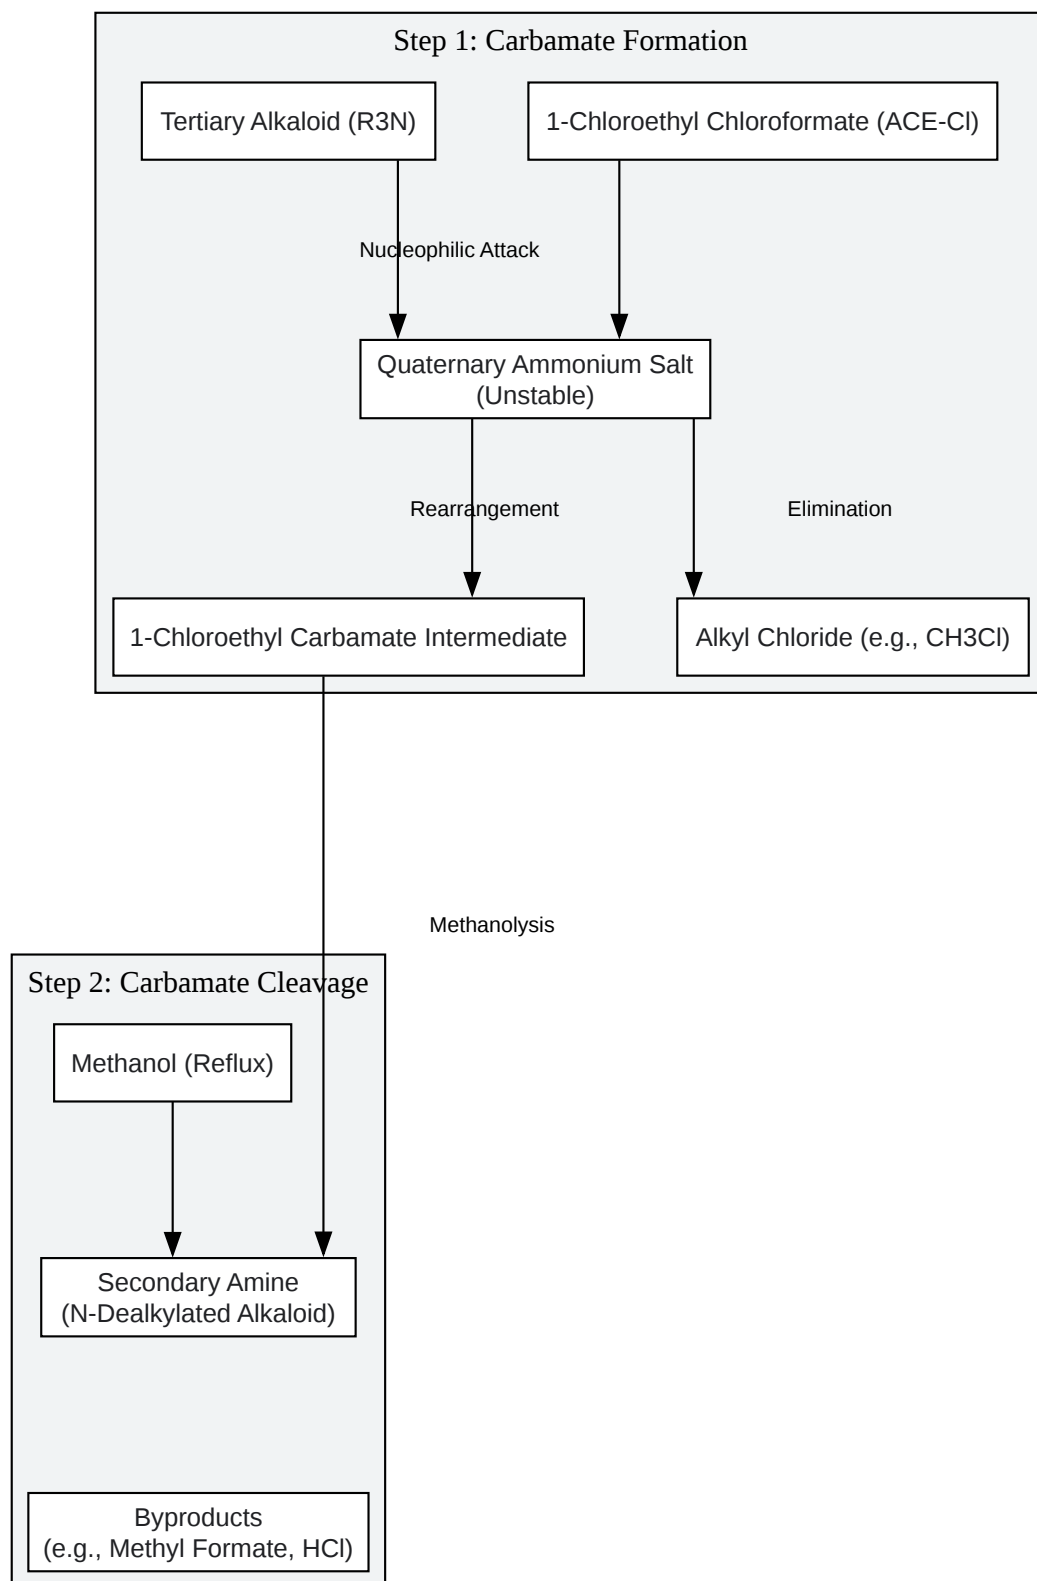 Step 1: Carbamate Formation
Tertiary Alkaloid (R3N)
1-Chloroethyl Chloroformate (ACE-Cl)
Nucleophilic Attack
Quaternary Ammonium Salt
(Unstable)
Rearrangement
Elimination
1-Chloroethyl Carbamate Intermediate
Alkyl Chloride (e.g., CH3Cl)
Methanolysis
Step 2: Carbamate Cleavage
Methanol (Reflux)
Secondary Amine
(N-Dealkylated Alkaloid)
Byproducts
(e.g., Methyl Formate, HCl)